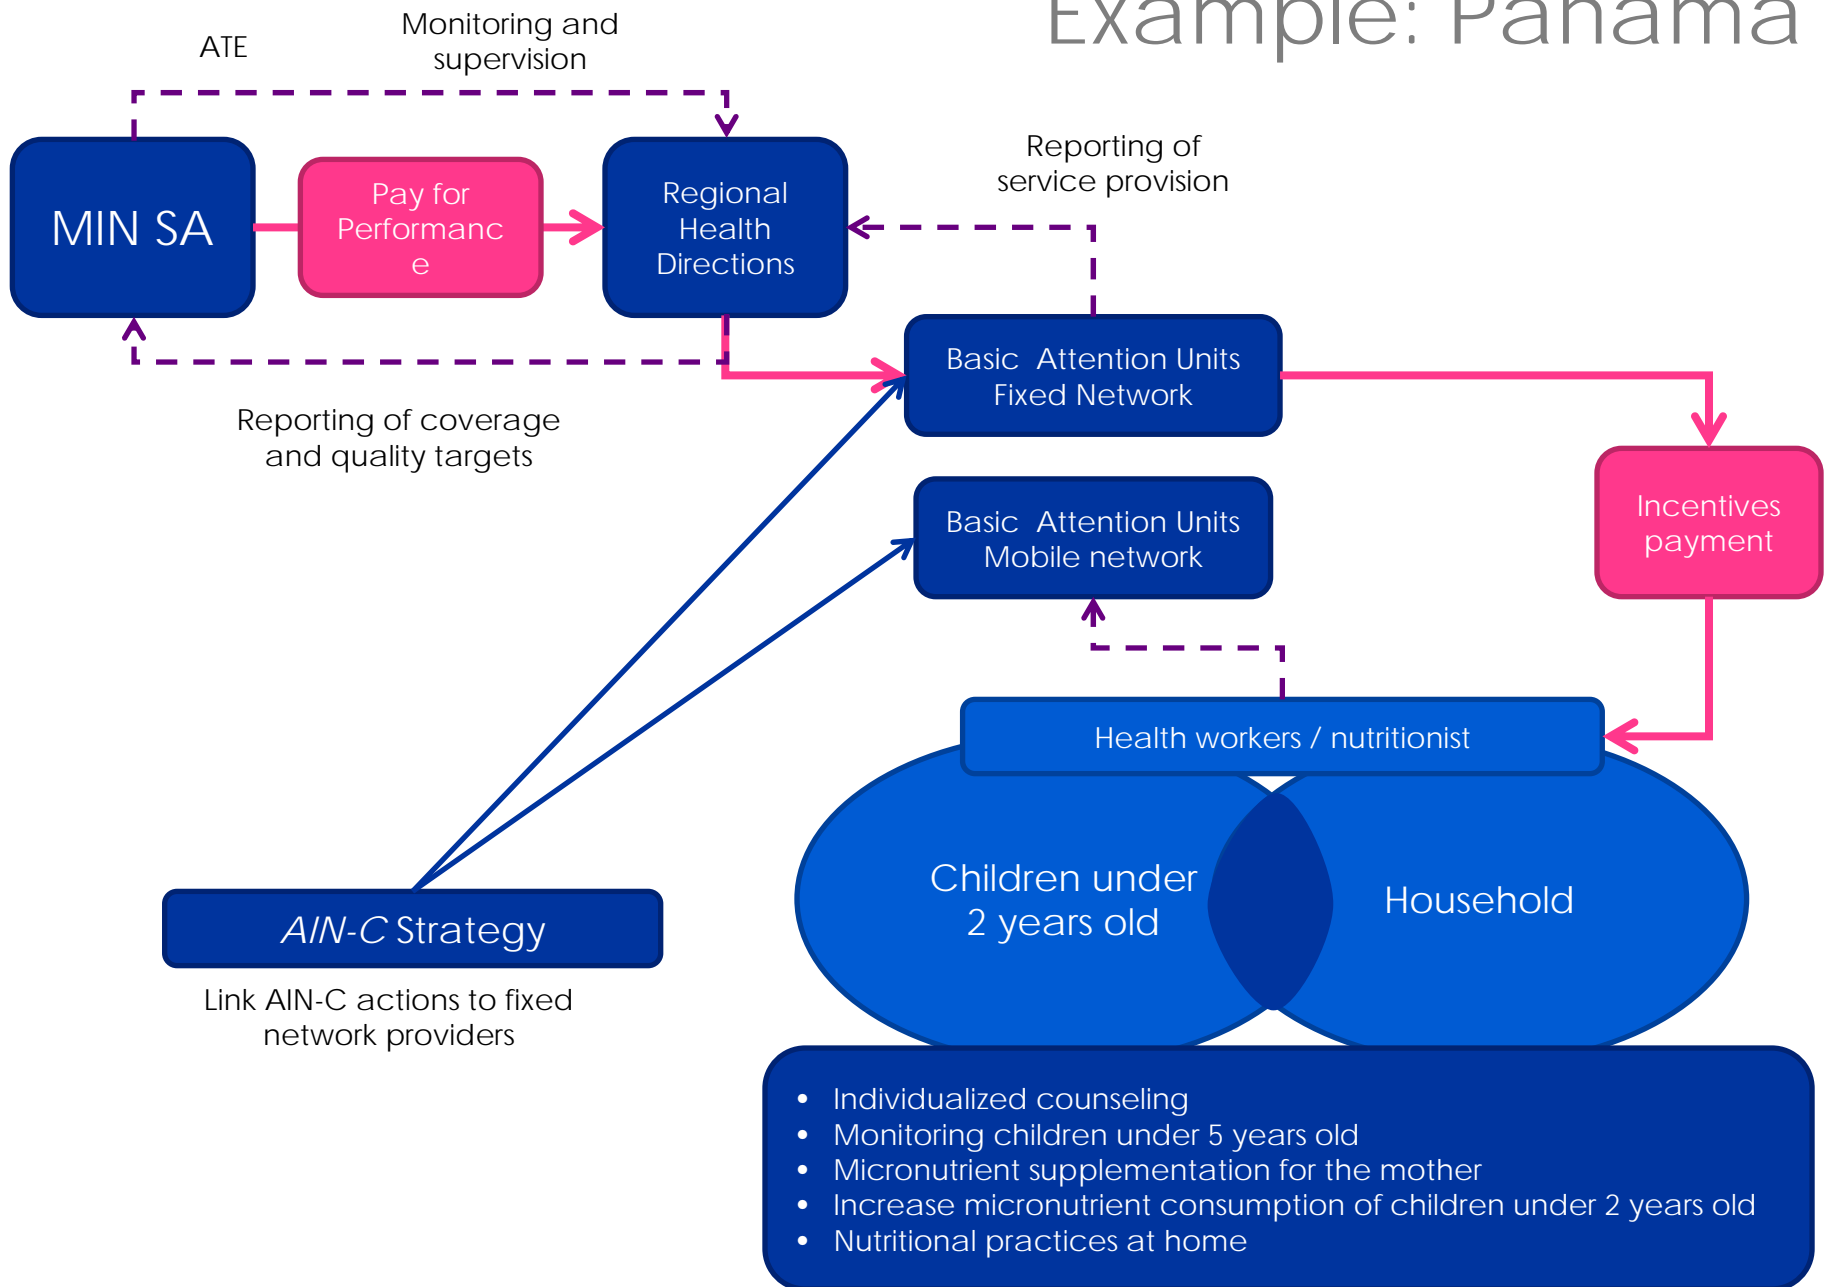 Example: Panama
ATE
Monitoring and
supervision
MIN SA
Pay for
Performanc
e
Regional
Health
Directions
Reporting of
service provision
Basic Attention Units
Fixed Network
Reporting of coverage
and quality targets
Basic Attention Units
Mobile network
Incentives
payment
Health workers / nutritionist
Children under
2 years old
Household
AIN-C Strategy
Link AIN-C actions to fixed
network providers
• Individualized counseling
• Monitoring children under 5 years old
• Micronutrient supplementation for the mother
• Increase micronutrient consumption of children under 2 years old
• Nutritional practices at home